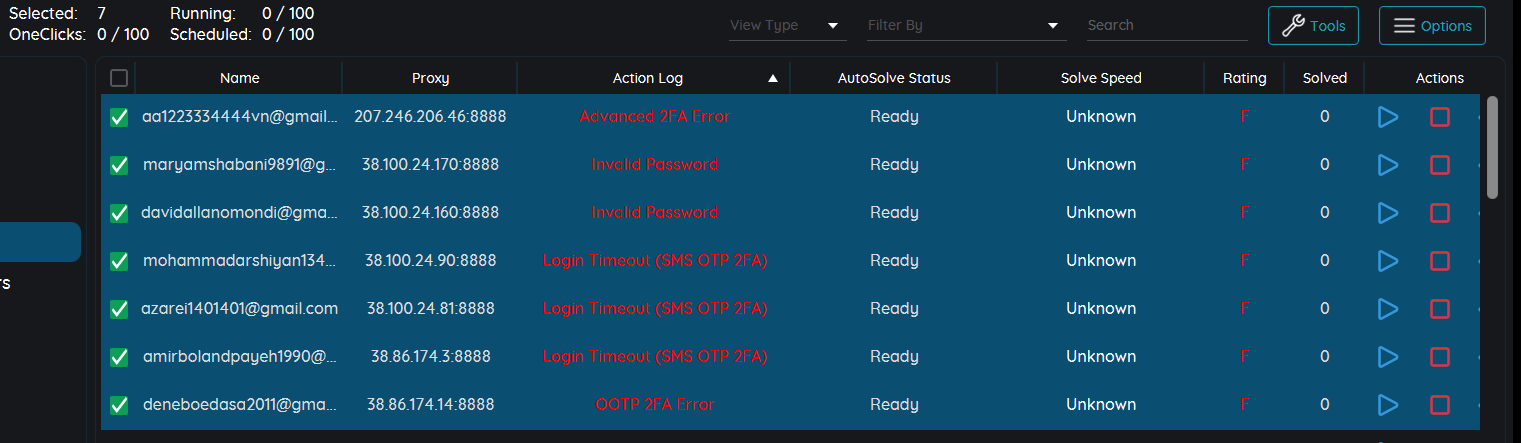 Selected: 7 Running: 0 / 100
OneClicks: 0 / 100 Scheduled: 0 / 100
View Type Filter By Search Tools Options
Name Proxy Action Log AutoSolve Status Solve Speed Rating Solved Actions
aa1223334444vn@gmail... 207.246.206.46:8888 Advanced 2FA Error Ready Unknown F 0
maryamshabani9891@g... 38.100.24.170:8888 Invalid Password Ready Unknown F 0
davidallanomondi@gma... 38.100.24.160:8888 Invalid Password Ready Unknown F 0
mohammadarshiyan134... 38.100.24.90:8888 Login Timeout (SMS OTP 2FA) Ready Unknown F 0
rs
azarei1401401@gmail.com 38.100.24.81:8888 Login Timeout (SMS OTP 2FA) Ready Unknown F 0
amirbolandpayeh1990@... 38.86.174.3:8888 Login Timeout (SMS OTP 2FA) Ready Unknown F 0
deneboedasa2011@gma... 38.86.174.14:8888 OOTP 2FA Error Ready Unknown F 0